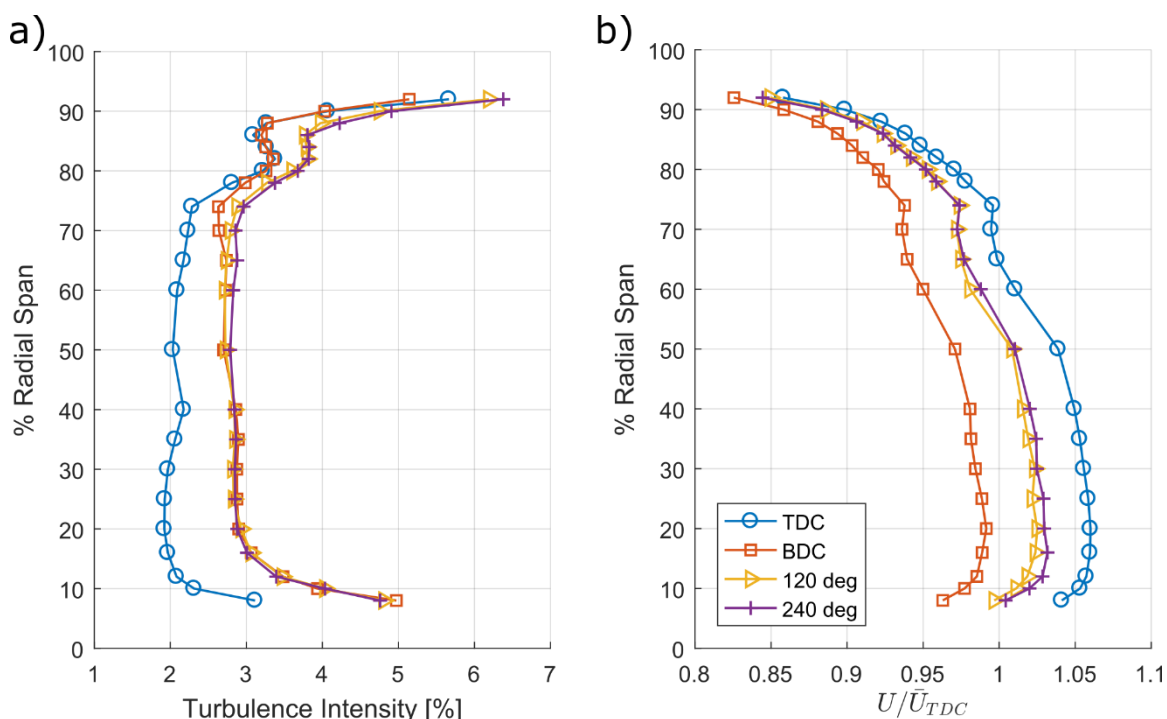 a)
100
90
80
70
60
50
40
30
20
10
0
% Radial Span
1 2 3 4 5 6 7
Turbulence Intensity [%]
b)
100
90
80
70
60
50
40
30
20
10
0
% Radial Span
TDC
BDC
120 deg
240 deg
0.8 0.85 0.9 0.95 1 1.05 1.1
U/Ū_TDC